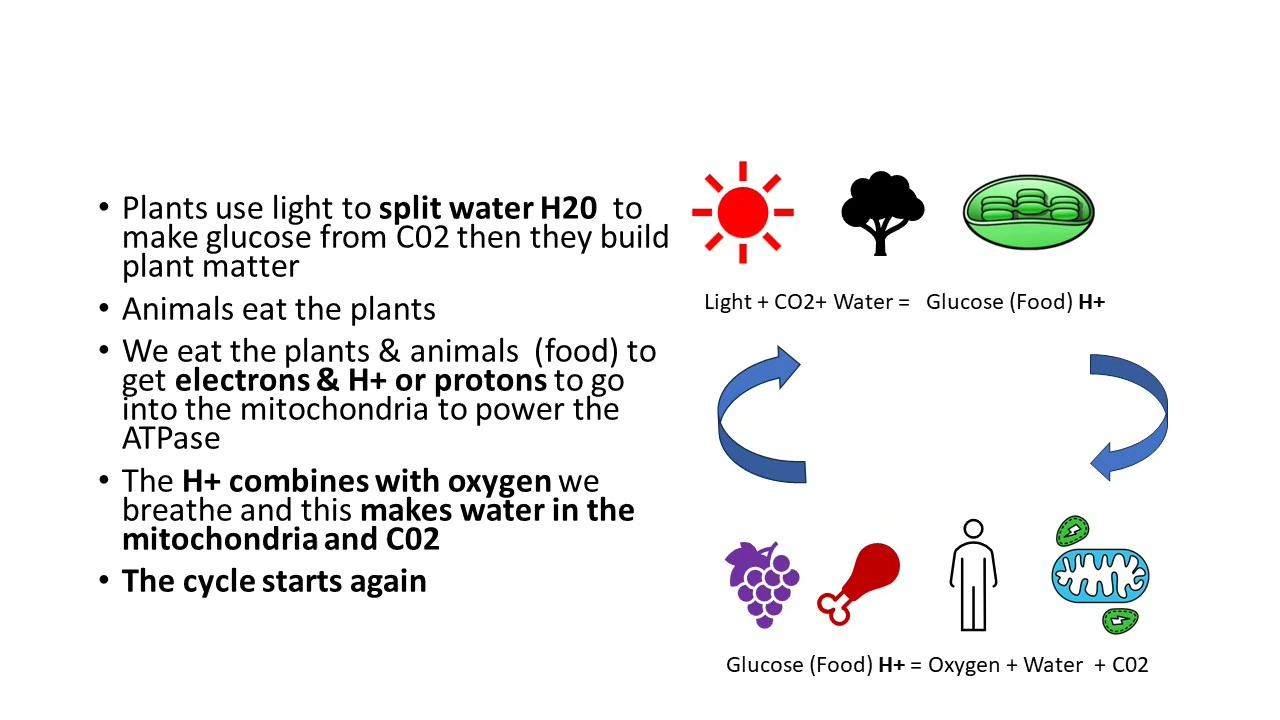 • Plants use light to split water H20  to
make glucose from C02 then they build
plant matter
• Animals eat the plants
• We eat the plants & animals  (food) to
get electrons & H+ or protons to go
into the mitochondria to power the
ATPase
• The H+ combines with oxygen we
breathe and this makes water in the
mitochondria and C02
• The cycle starts again
Light + CO2+ Water =   Glucose (Food) H+
Glucose (Food) H+ = Oxygen + Water  + C02